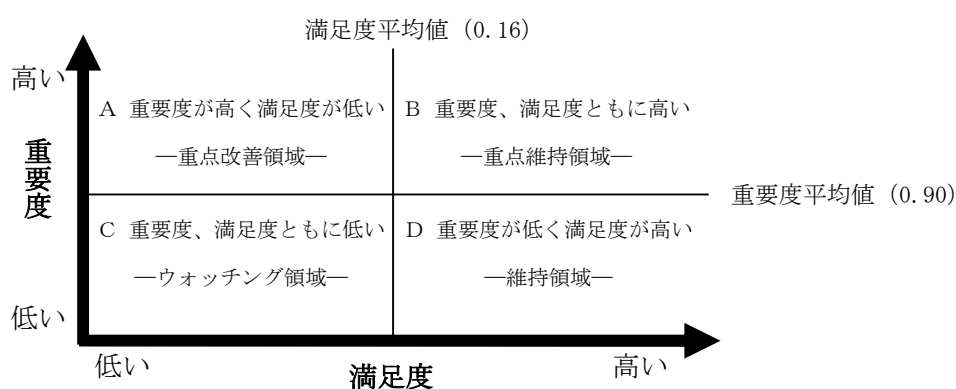 満足度平均値（0.16）
高い
A 重要度が高く満足度が低い
―重点改善領域―
B 重要度、満足度ともに高い
―重点維持領域―
重要度
重要度平均値（0.90）
C 重要度、満足度ともに低い
―ウォッチング領域―
D 重要度が低く満足度が高い
―維持領域―
低い
低い
満足度
高い